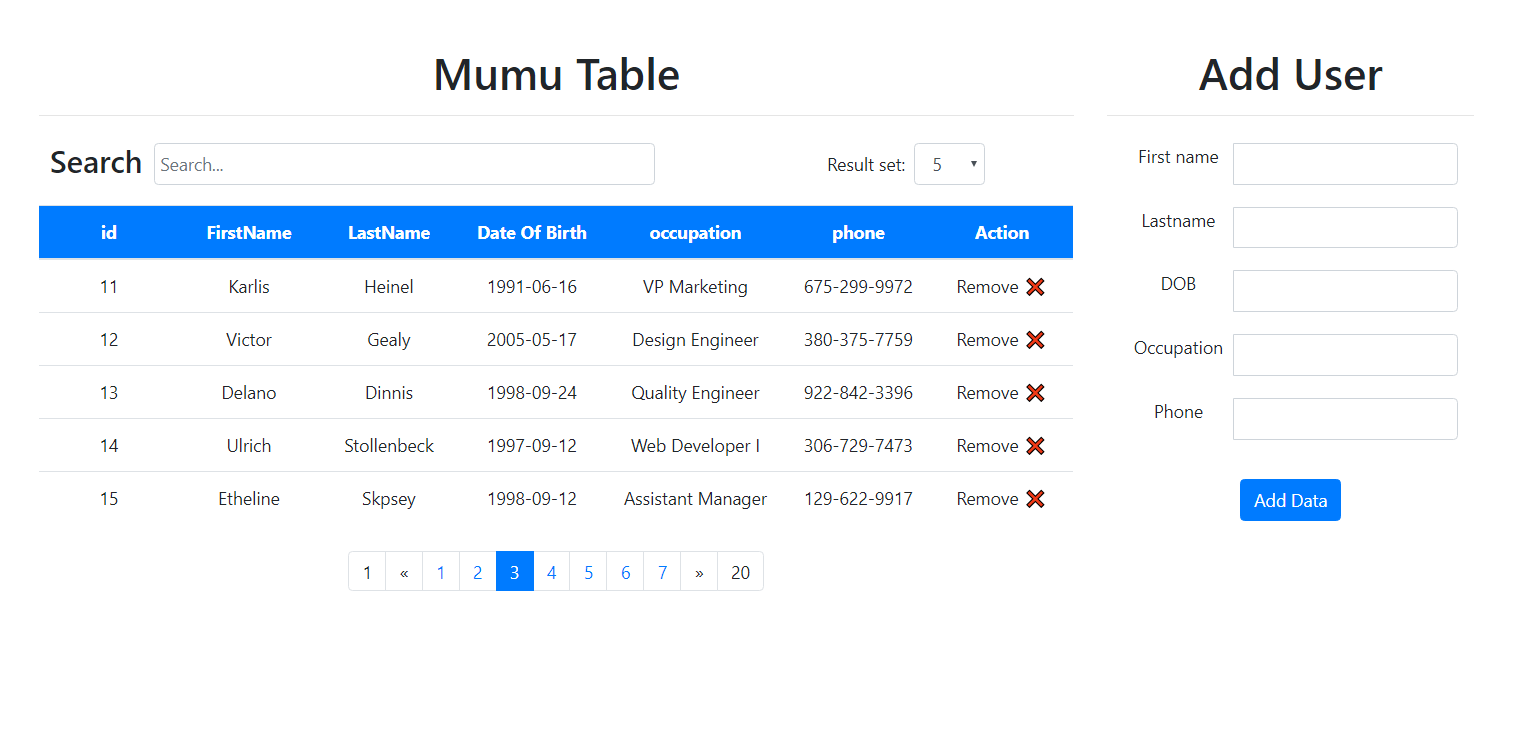 Mumu Table
Search Search... Result set: 5
id FirstName LastName Date Of Birth occupation phone Action
11 Karlis Heinel 1991-06-16 VP Marketing 675-299-9972 Remove
12 Victor Gealy 2005-05-17 Design Engineer 380-375-7759 Remove
13 Delano Dinnis 1998-09-24 Quality Engineer 922-842-3396 Remove
14 Ulrich Stollenbeck 1997-09-12 Web Developer I 306-729-7473 Remove
15 Etheline Skpsey 1998-09-12 Assistant Manager 129-622-9917 Remove
1 « 1 2 3 4 5 6 7 » 20
Add User
First name
Lastname
DOB
Occupation
Phone
Add Data